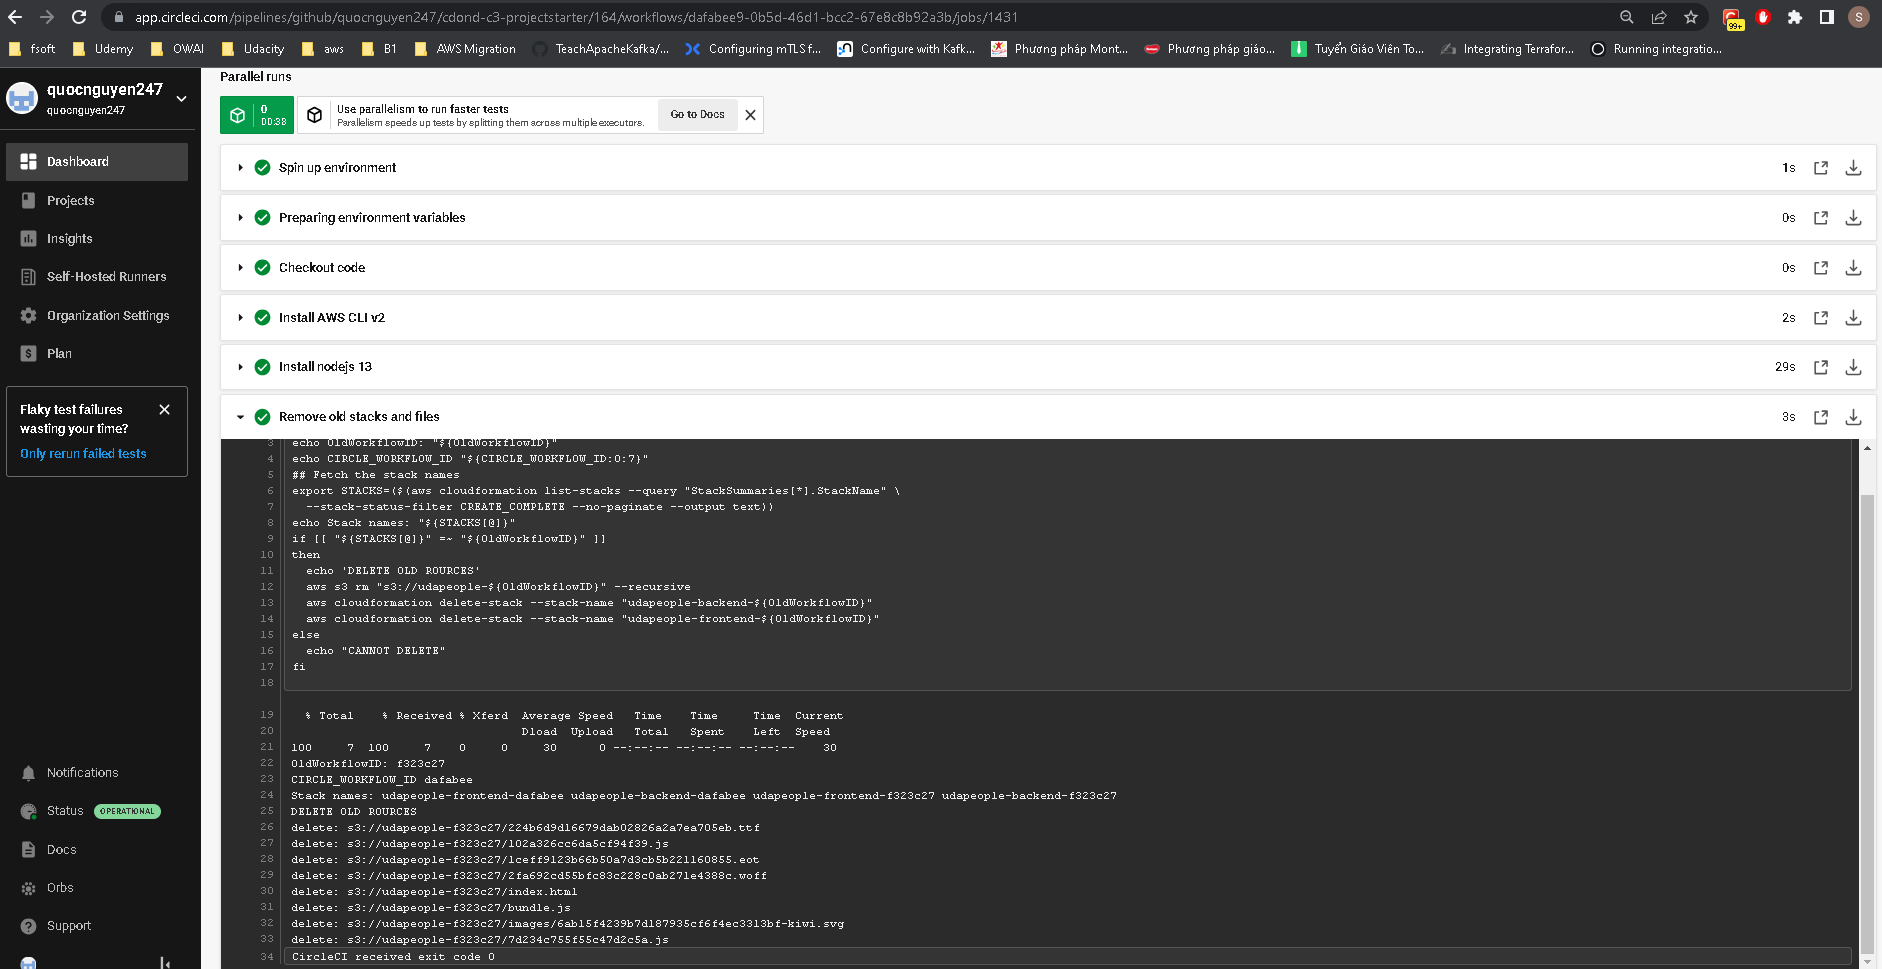 app.circleci.com/pipelines/github/quocnguyen247/cdond-c3-projectstarter/164/workflows/dafabee9-0b5d-46d1-bcc2-67e8c8b92a3b/jobs/1431
99+
S
fsoft
Udemy
OWAI
Udacity
aws
B1
AWS Migration
TeachApacheKafka/...
Configuring mTLS f...
Configure with Kafk...
Phương pháp Mont...
Phương pháp giáo...
Tuyển Giáo Viên To...
Integrating Terrafor...
Running integratio...
quocnguyen247
quocnguyen247
Dashboard
Projects
Insights
Self-Hosted Runners
Organization Settings
Plan
Flaky test failures
wasting your time?
Only rerun failed tests
Notifications
Status OPERATIONAL
Docs
Orbs
Support
Parallel runs
0
00:38
Use parallelism to run faster tests
Parallelism speeds up tests by splitting them across multiple executors.
Go to Docs
Spin up environment 1s
Preparing environment variables 0s
Checkout code 0s
Install AWS CLI v2 2s
Install nodejs 13 29s
Remove old stacks and files 3s
3 echo OldWorkflowID: "${OldWorkflowID}"
4 echo CIRCLE_WORKFLOW_ID "${CIRCLE_WORKFLOW_ID:0:7}"
5 ## Fetch the stack names
6 export STACKS=($(aws cloudformation list-stacks --query "StackSummaries[*].StackName" \
7 --stack-status-filter CREATE_COMPLETE --no-paginate --output text))
8 echo Stack names: "${STACKS[@]}"
9 if [[ "${STACKS[@]}" =~ "${OldWorkflowID}" ]]
10 then
11 echo 'DELETE OLD ROURCES'
12 aws s3 rm "s3://udapeople-${OldWorkflowID}" --recursive
13 aws cloudformation delete-stack --stack-name "udapeople-backend-${OldWorkflowID}"
14 aws cloudformation delete-stack --stack-name "udapeople-frontend-${OldWorkflowID}"
15 else
16 echo "CANNOT DELETE"
17 fi
18
19 % Total % Received % Xferd Average Speed Time Time Time Current
20 Dload Upload Total Spent Left Speed
21 100 7 100 7 0 0 30 0 --:--:-- --:--:-- --:--:-- 30
22 OldWorkflowID: f323c27
23 CIRCLE_WORKFLOW_ID dafabee
24 Stack names: udapeople-frontend-dafabee udapeople-backend-dafabee udapeople-frontend-f323c27 udapeople-backend-f323c27
25 DELETE OLD ROURCES
26 delete: s3://udapeople-f323c27/224b6d9d16679dab02826a2a7ea705eb.ttf
27 delete: s3://udapeople-f323c27/102a326cc6da5cf94f39.js
28 delete: s3://udapeople-f323c27/1ceff9123b66b50a7d3cb5b221160855.eot
29 delete: s3://udapeople-f323c27/2fa692cd55bfc83c228c0ab271e4388c.woff
30 delete: s3://udapeople-f323c27/index.html
31 delete: s3://udapeople-f323c27/bundle.js
32 delete: s3://udapeople-f323c27/images/6ab15f4239b7d187935cf6f4ec3313bf-kiwi.svg
33 delete: s3://udapeople-f323c27/7d234c755f55c47d2c5a.js
34 CircleCI received exit code 0